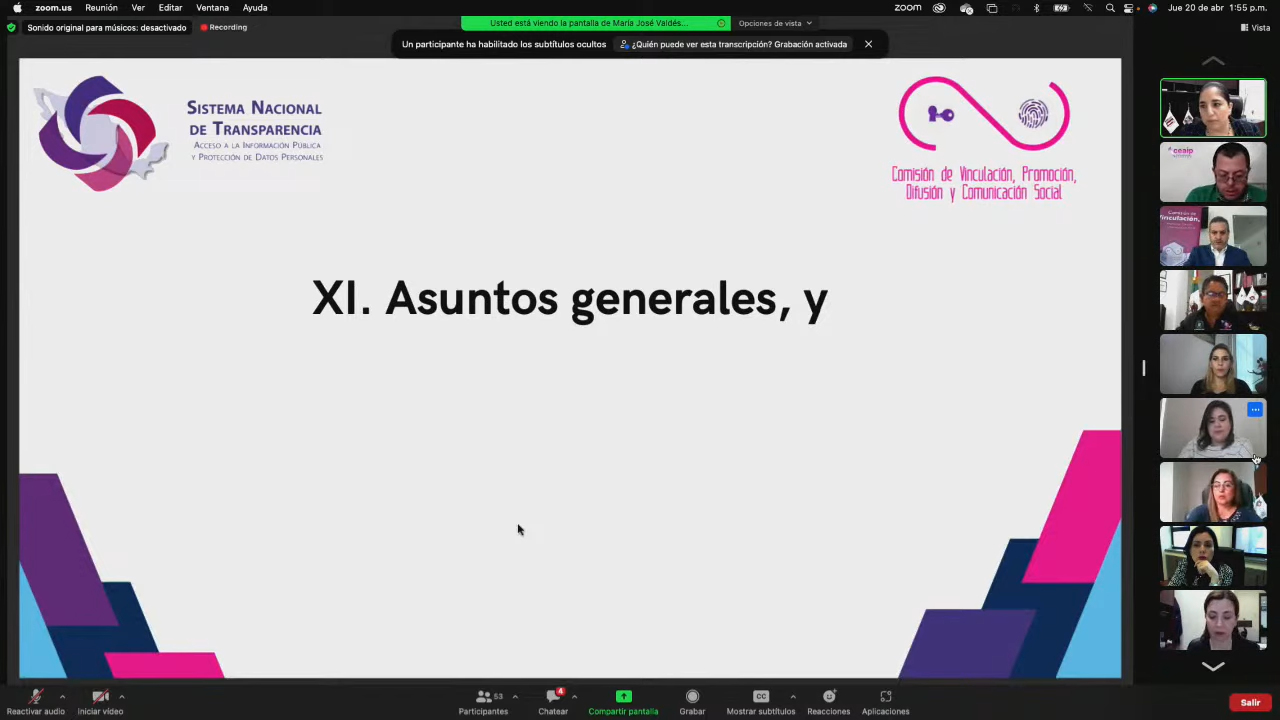 zoom.us Reunión Ver Editar Ventana Ayuda
zoom Jue 20 de abr 1:55 p.m.
Sonido original para músicos: desactivado
Recording
Usted está viendo la pantalla de María José Valdés...
Opciones de vista
Vista
Un participante ha habilitado los subtítulos ocultos
¿Quién puede ver esta transcripción? Grabación activada
SISTEMA NACIONAL
DE TRANSPARENCIA
ACCESO A LA INFORMACIÓN PÚBLICA
Y PROTECCIÓN DE DATOS PERSONALES
Comisión de Vinculación, Promoción,
Difusión y Comunicación Social
XI. Asuntos generales, y
Reactivar audio
Iniciar vídeo
53
Participantes
4
Chatear
Compartir pantalla
Grabar
CC
Mostrar subtítulos
Reacciones
Aplicaciones
Salir